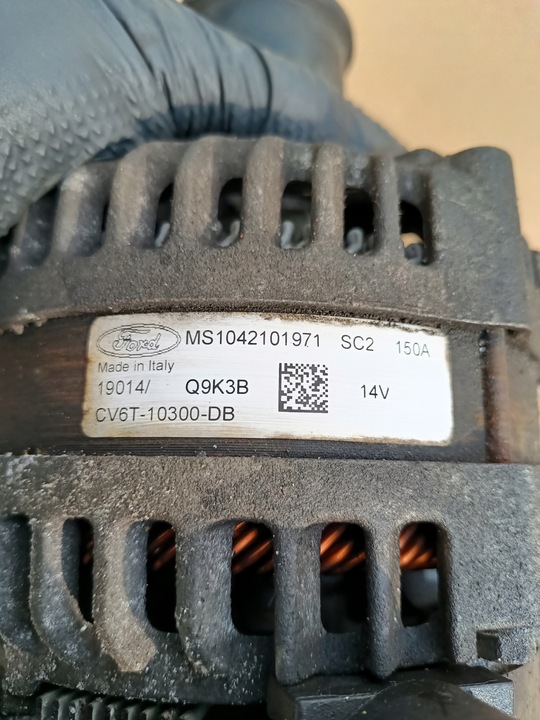 Ford MS1042101971 SC2 150A
Made in Italy
19014/ Q9K3B 14V
CV6T-10300-DB